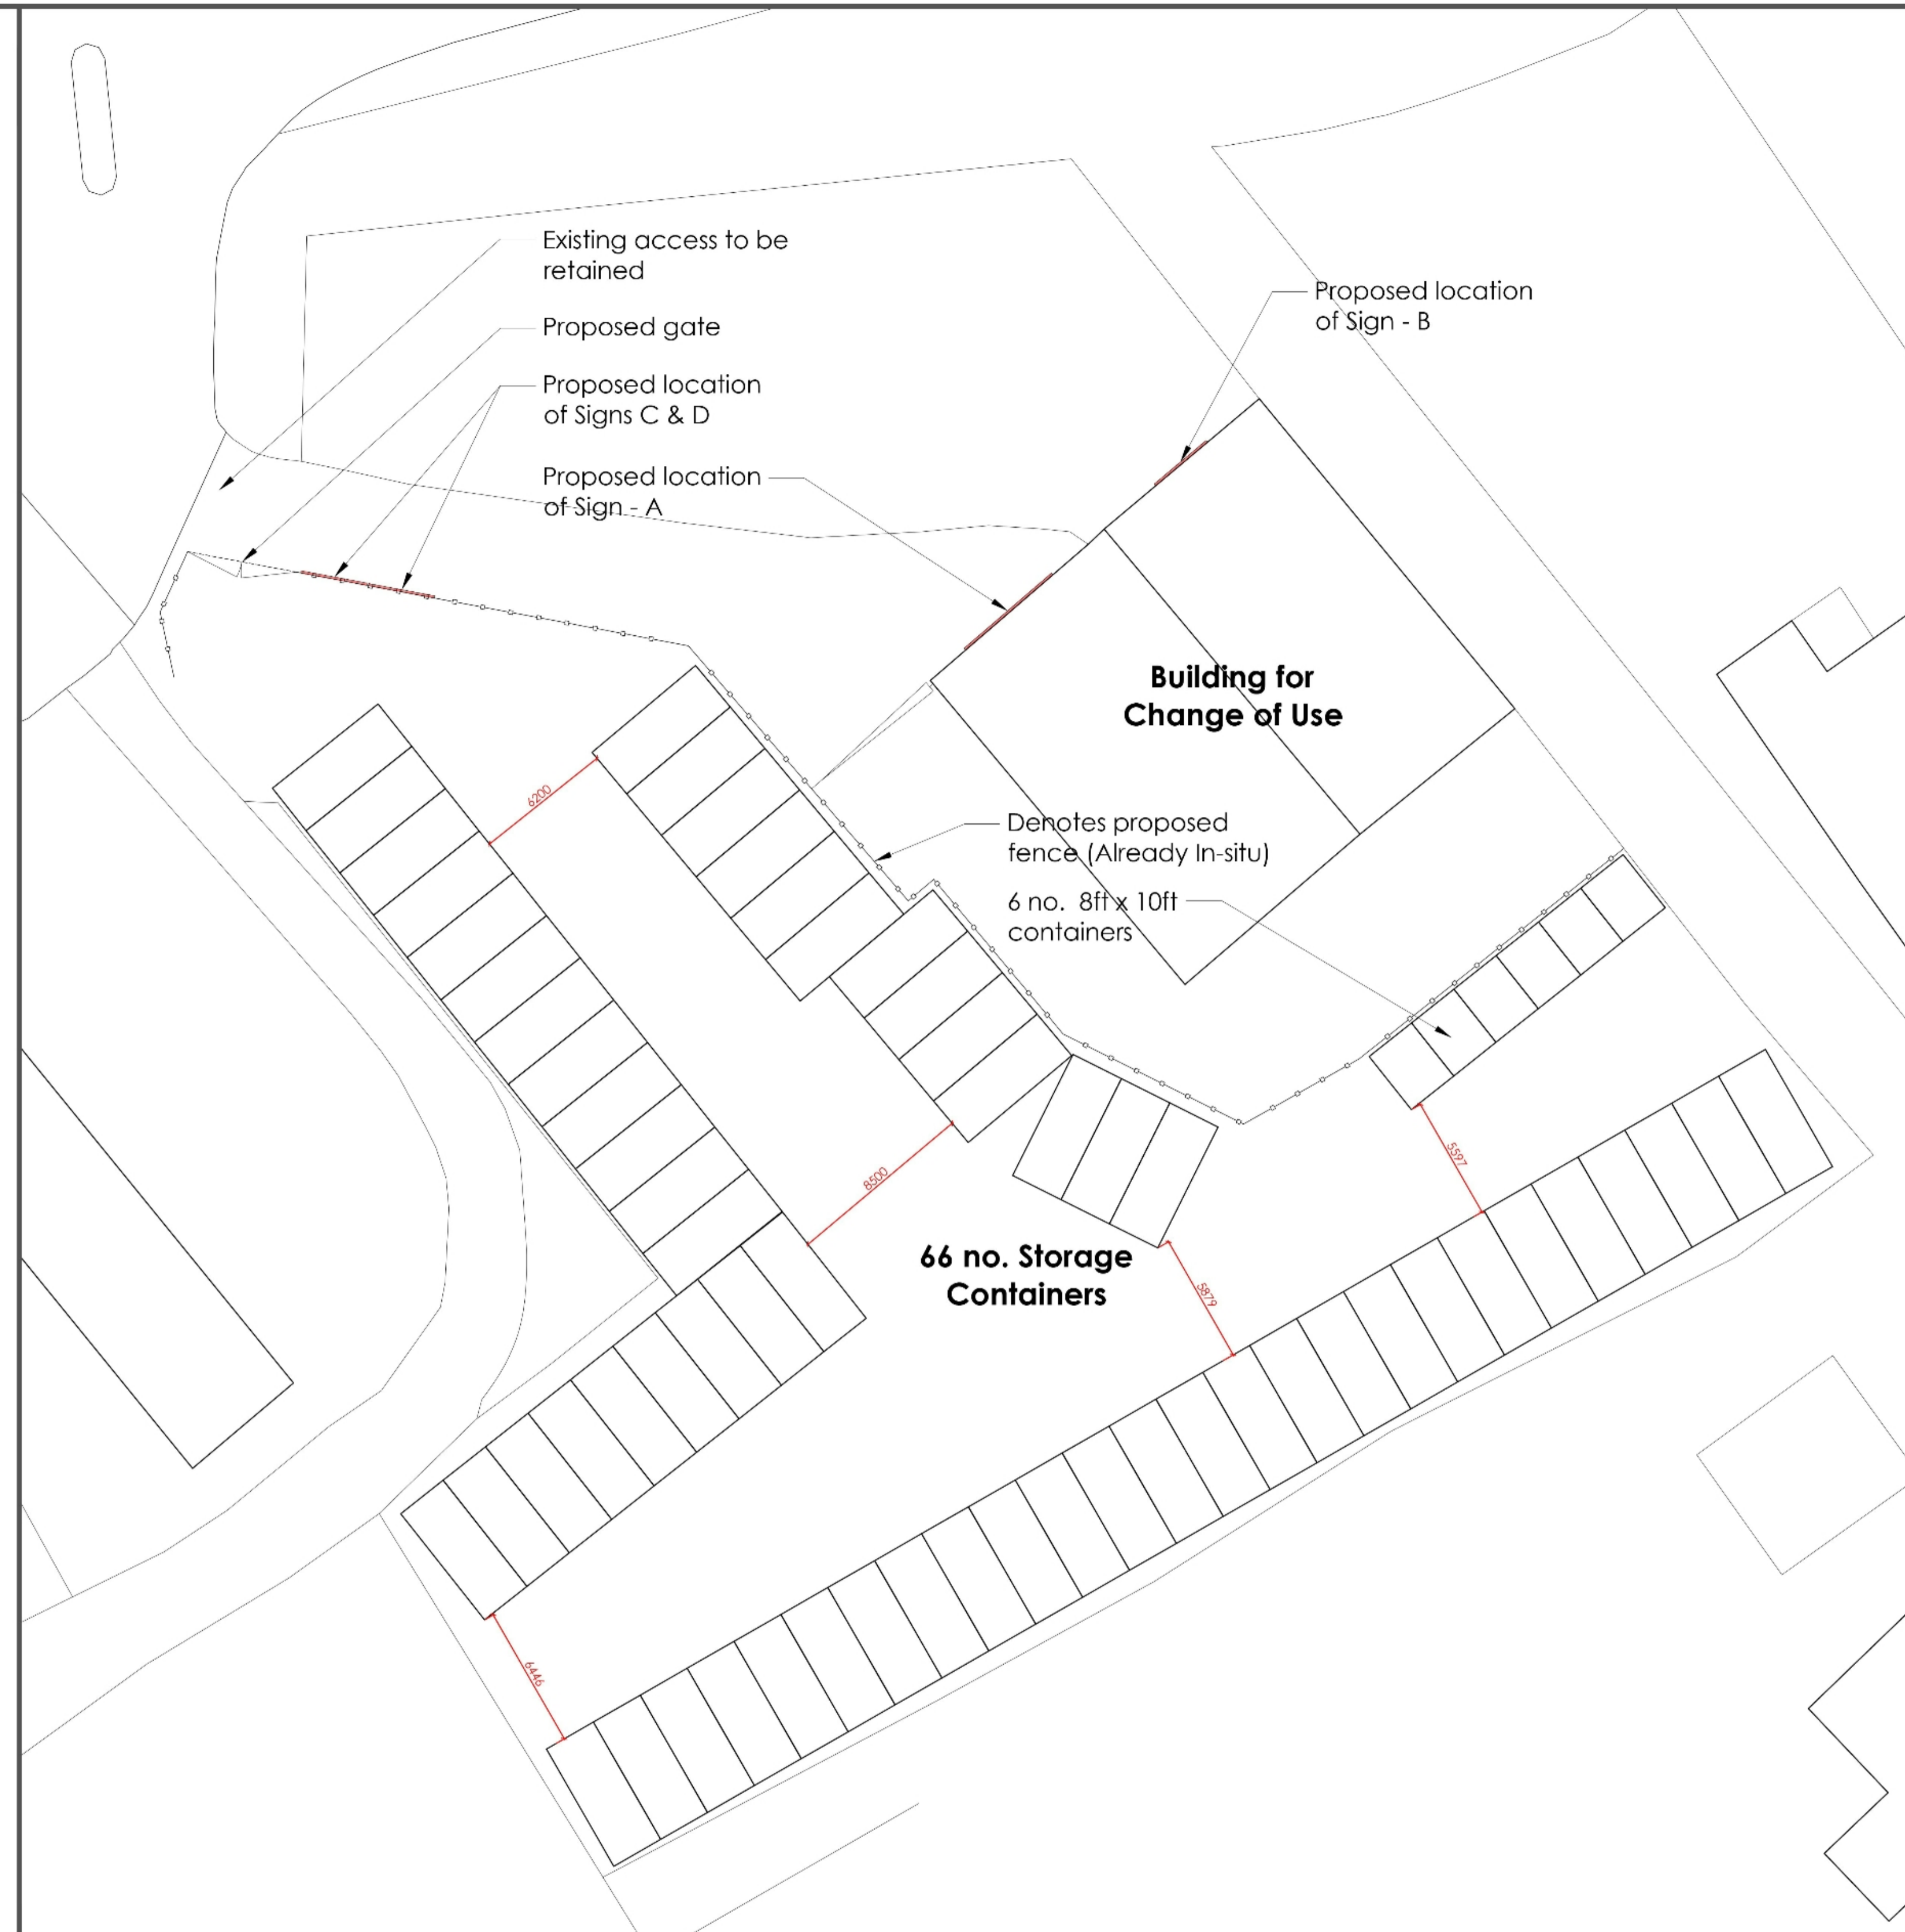 Existing access to be
retained
Proposed gate
Proposed location
of Signs C & D
Proposed location
of Sign - A
Proposed location
of Sign - B
Building for
Change of Use
6200
Denotes proposed
fence (Already In-situ)
6 no. 8ft x 10ft
containers
8500
5597
66 no. Storage
Containers
5879
6446